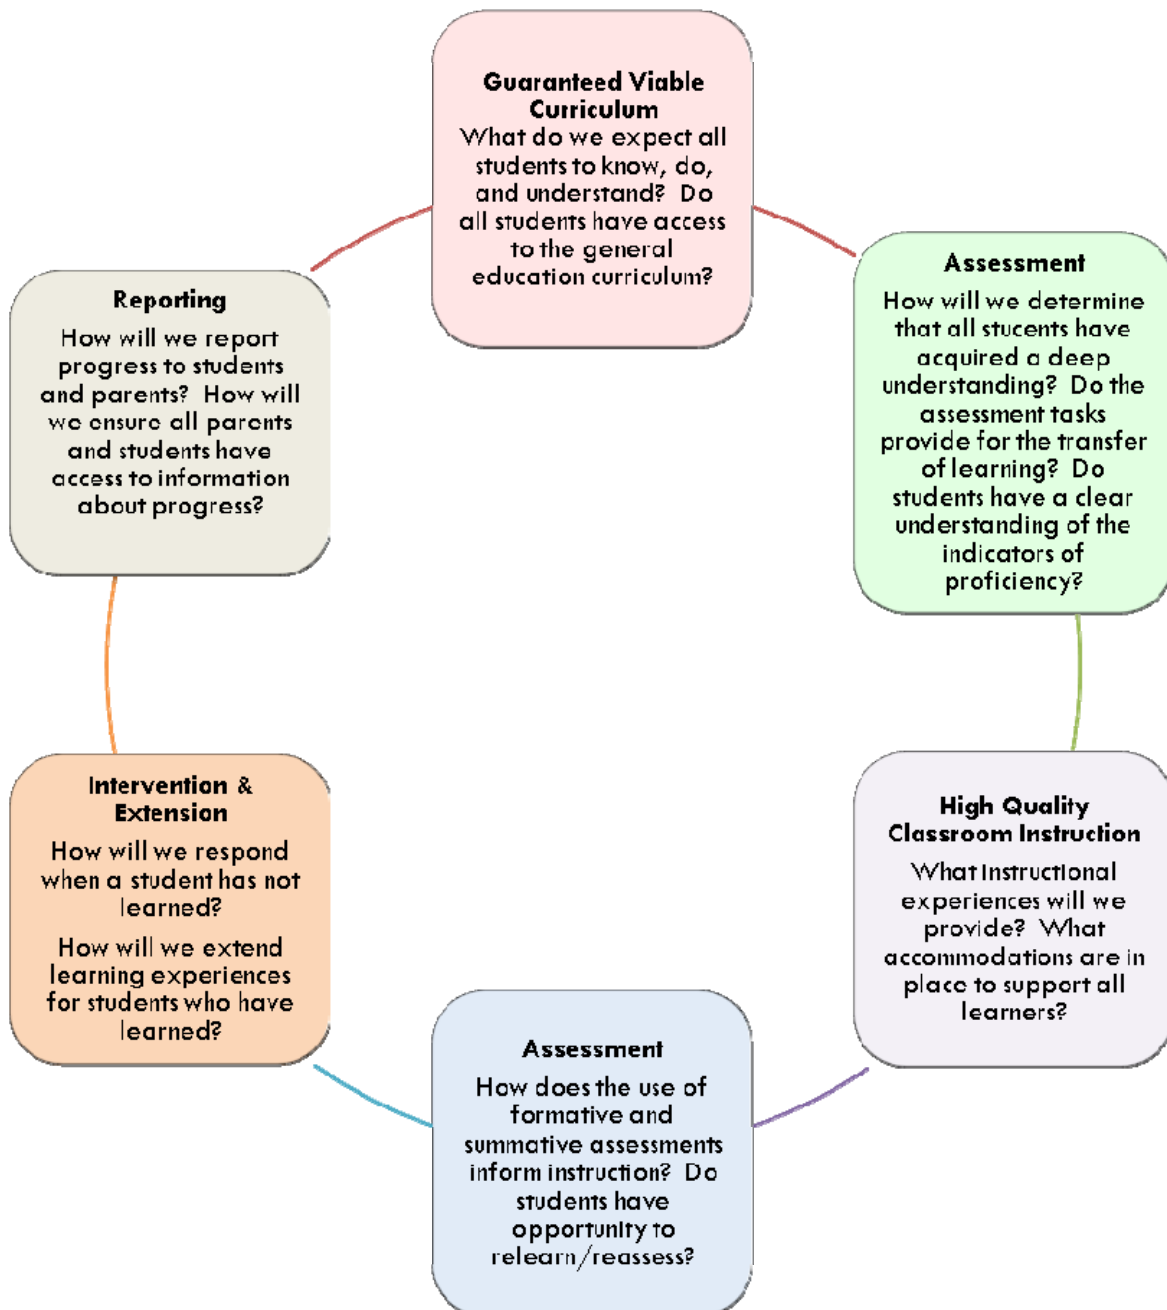 Guaranteed Viable
Curriculum
What do we expect all
students to know, do,
and understand?  Do
all students have access
to the general
education curriculum?
Assessment
How will we determine
that all stucents have
acquired a deep
understanding?  Do the
assessment tasks
provide for the transfer
of learning?  Do
students have a clear
understanding of the
indicators of
proficiency?
High Quality
Classroom Instruction
What instructional
experiences will we
provide?  What
accommodations are in
place to support all
learners?
Assessment
How does the use of
formative and
summative assessments
inform instruction?  Do
students have
opportunity to
relearn/reassess?
Intervention &
Extension
How will we respond
when a student has not
learned?
How will we extend
learning experiences
for students who have
learned?
Reporting
How will we report
progress to students
and parents?  How will
we ensure all parents
and students have
access to information
about progress?